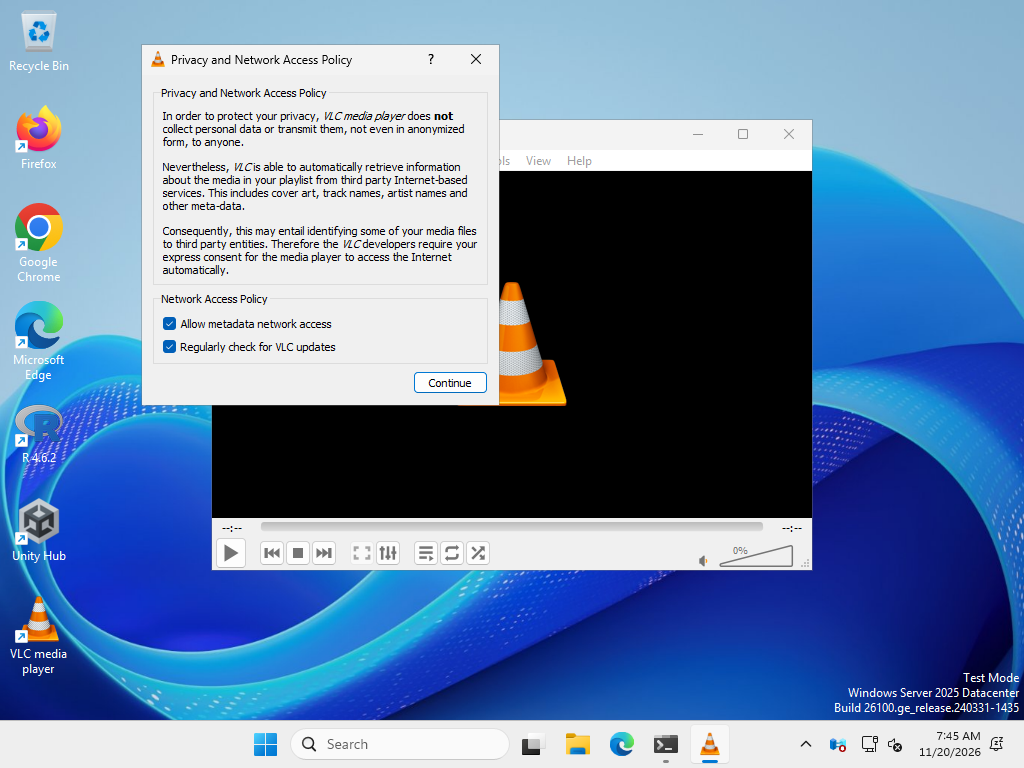 Recycle Bin
Firefox
Google
Chrome
Microsoft
Edge
R 4.6.2
Unity Hub
VLC media
player
Privacy and Network Access Policy
?
Privacy and Network Access Policy
In order to protect your privacy, VLC media player does not
collect personal data or transmit them, not even in anonymized
form, to anyone.
Nevertheless, VLC is able to automatically retrieve information
about the media in your playlist from third party Internet-based
services. This includes cover art, track names, artist names and
other meta-data.
Consequently, this may entail identifying some of your media files
to third party entities. Therefore the VLC developers require your
express consent for the media player to access the Internet
automatically.
Network Access Policy
Allow metadata network access
Regularly check for VLC updates
Continue
View Help
--:-- --:--
0%
Test Mode
Windows Server 2025 Datacenter
Build 26100.ge_release.240331-1435
Search
7:45 AM
11/20/2026